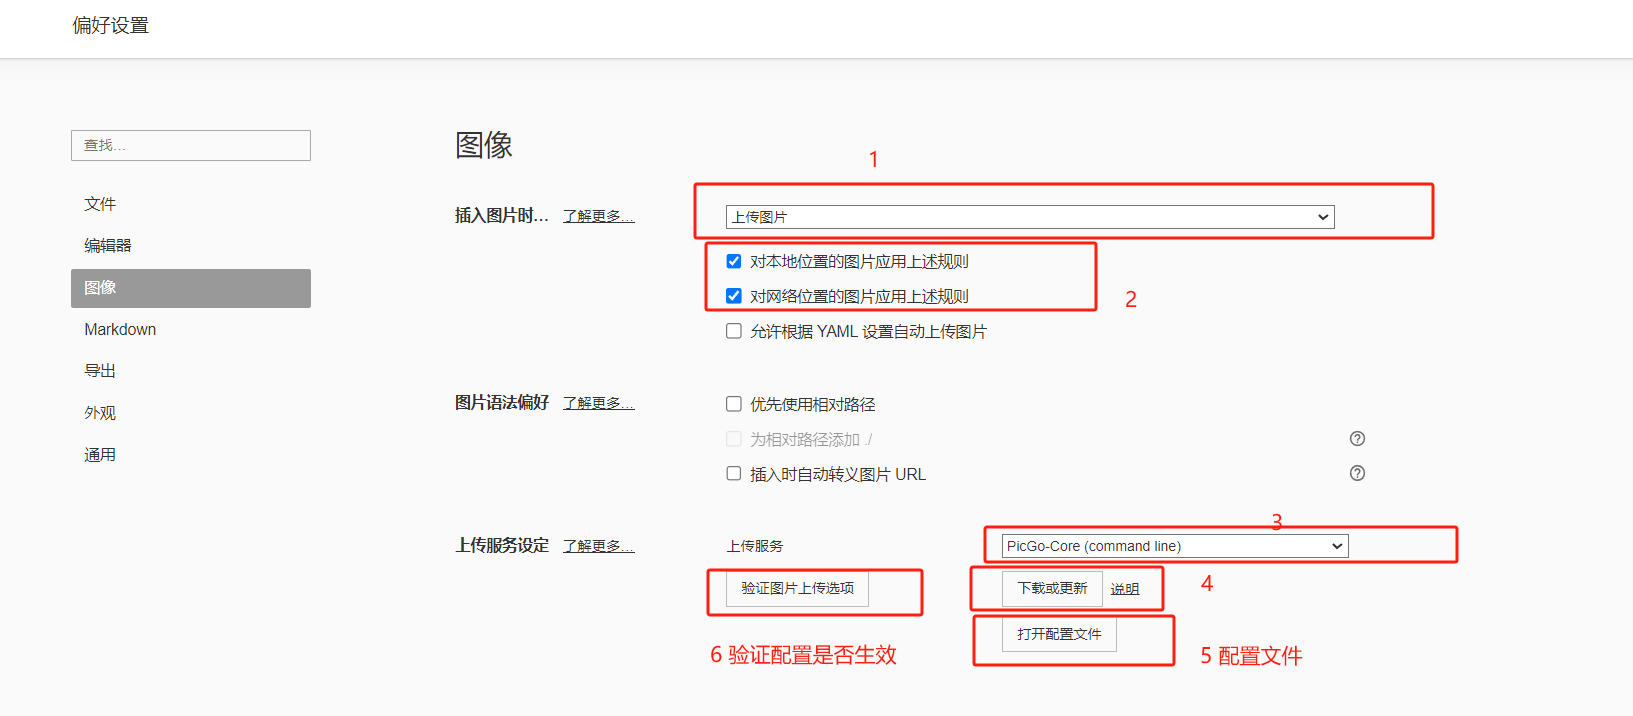 偏好设置
查找...
文件
编辑器
图像
Markdown
导出
外观
通用
图像
1
插入图片时... 了解更多... 上传图片
对本地位置的图片应用上述规则
对网络位置的图片应用上述规则
2
允许根据 YAML 设置自动上传图片
图片语法偏好 了解更多... 优先使用相对路径
为相对路径添加 ./
插入时自动转义图片 URL
3
上传服务设定 了解更多... 上传服务 PicGo-Core (command line)
验证图片上传选项 下载或更新 说明 4
打开配置文件
6 验证配置是否生效 5 配置文件